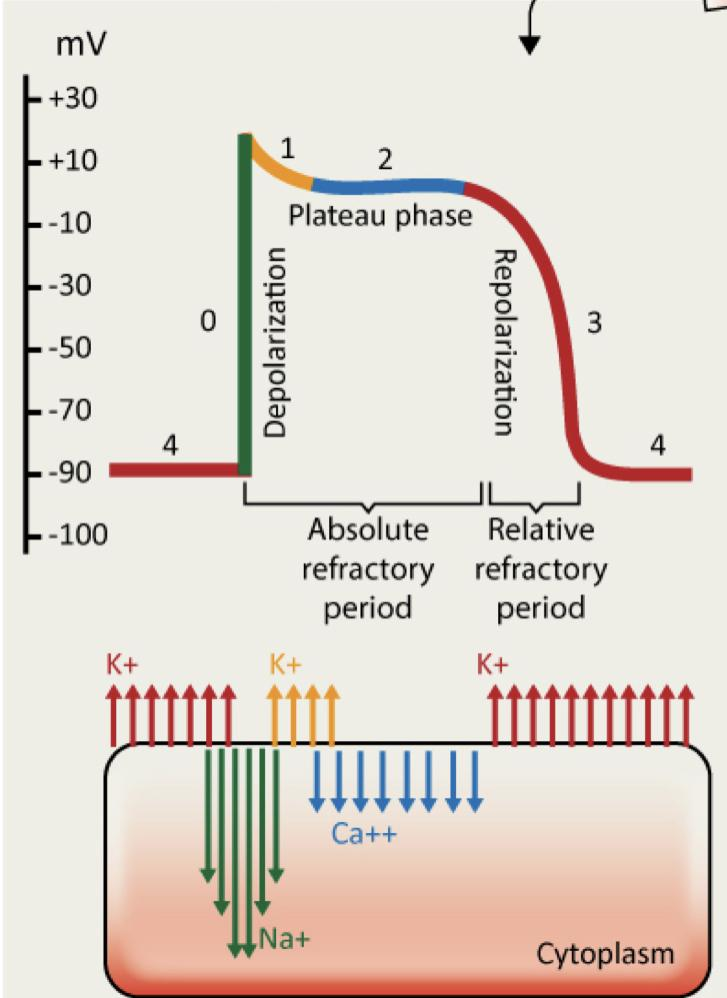 mV
+30
+10
-10
-30
-50
-70
-90
-100
1
2
Plateau phase
0
Depolarization
Repolarization
3
4
4
Absolute
refractory
period
Relative
refractory
period
K+
K+
K+
Ca++
Na+
Cytoplasm